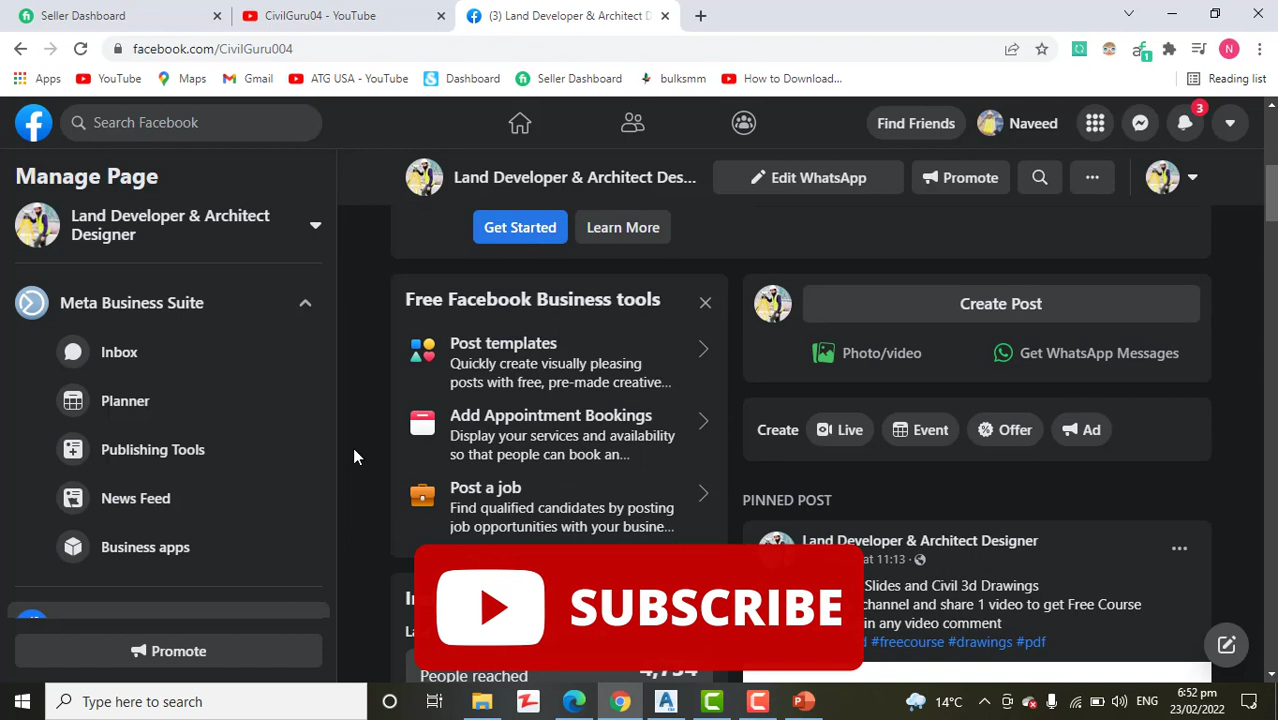 Seller Dashboard
CivilGuru04 - YouTube
(3) Land Developer & Architect D
facebook.com/CivilGuru004
Apps
YouTube
Maps
Gmail
ATG USA - YouTube
Dashboard
Seller Dashboard
bulksmm
How to Download...
Reading list
Search Facebook
Find Friends
Naveed
3
Manage Page
Land Developer & Architect
Designer
Land Developer & Architect Des...
Edit WhatsApp
Promote
Get Started
Learn More
Meta Business Suite
Inbox
Planner
Publishing Tools
News Feed
Business apps
Promote
Free Facebook Business tools
Post templates
Quickly create visually pleasing
posts with free, pre-made creative...
Add Appointment Bookings
Display your services and availability
so that people can book an...
Post a job
Find qualified candidates by posting
job opportunities with your busine...
People reached
Create Post
Photo/video
Get WhatsApp Messages
Create
Live
Event
Offer
Ad
PINNED POST
Land Developer & Architect Designer
at 11:13
Slides and Civil 3d Drawings
channel and share 1 video to get Free Course
in any video comment
#freecourse #drawings #pdf
SUBSCRIBE
Type here to search
14°C
ENG
6:52 pm
23/02/2022